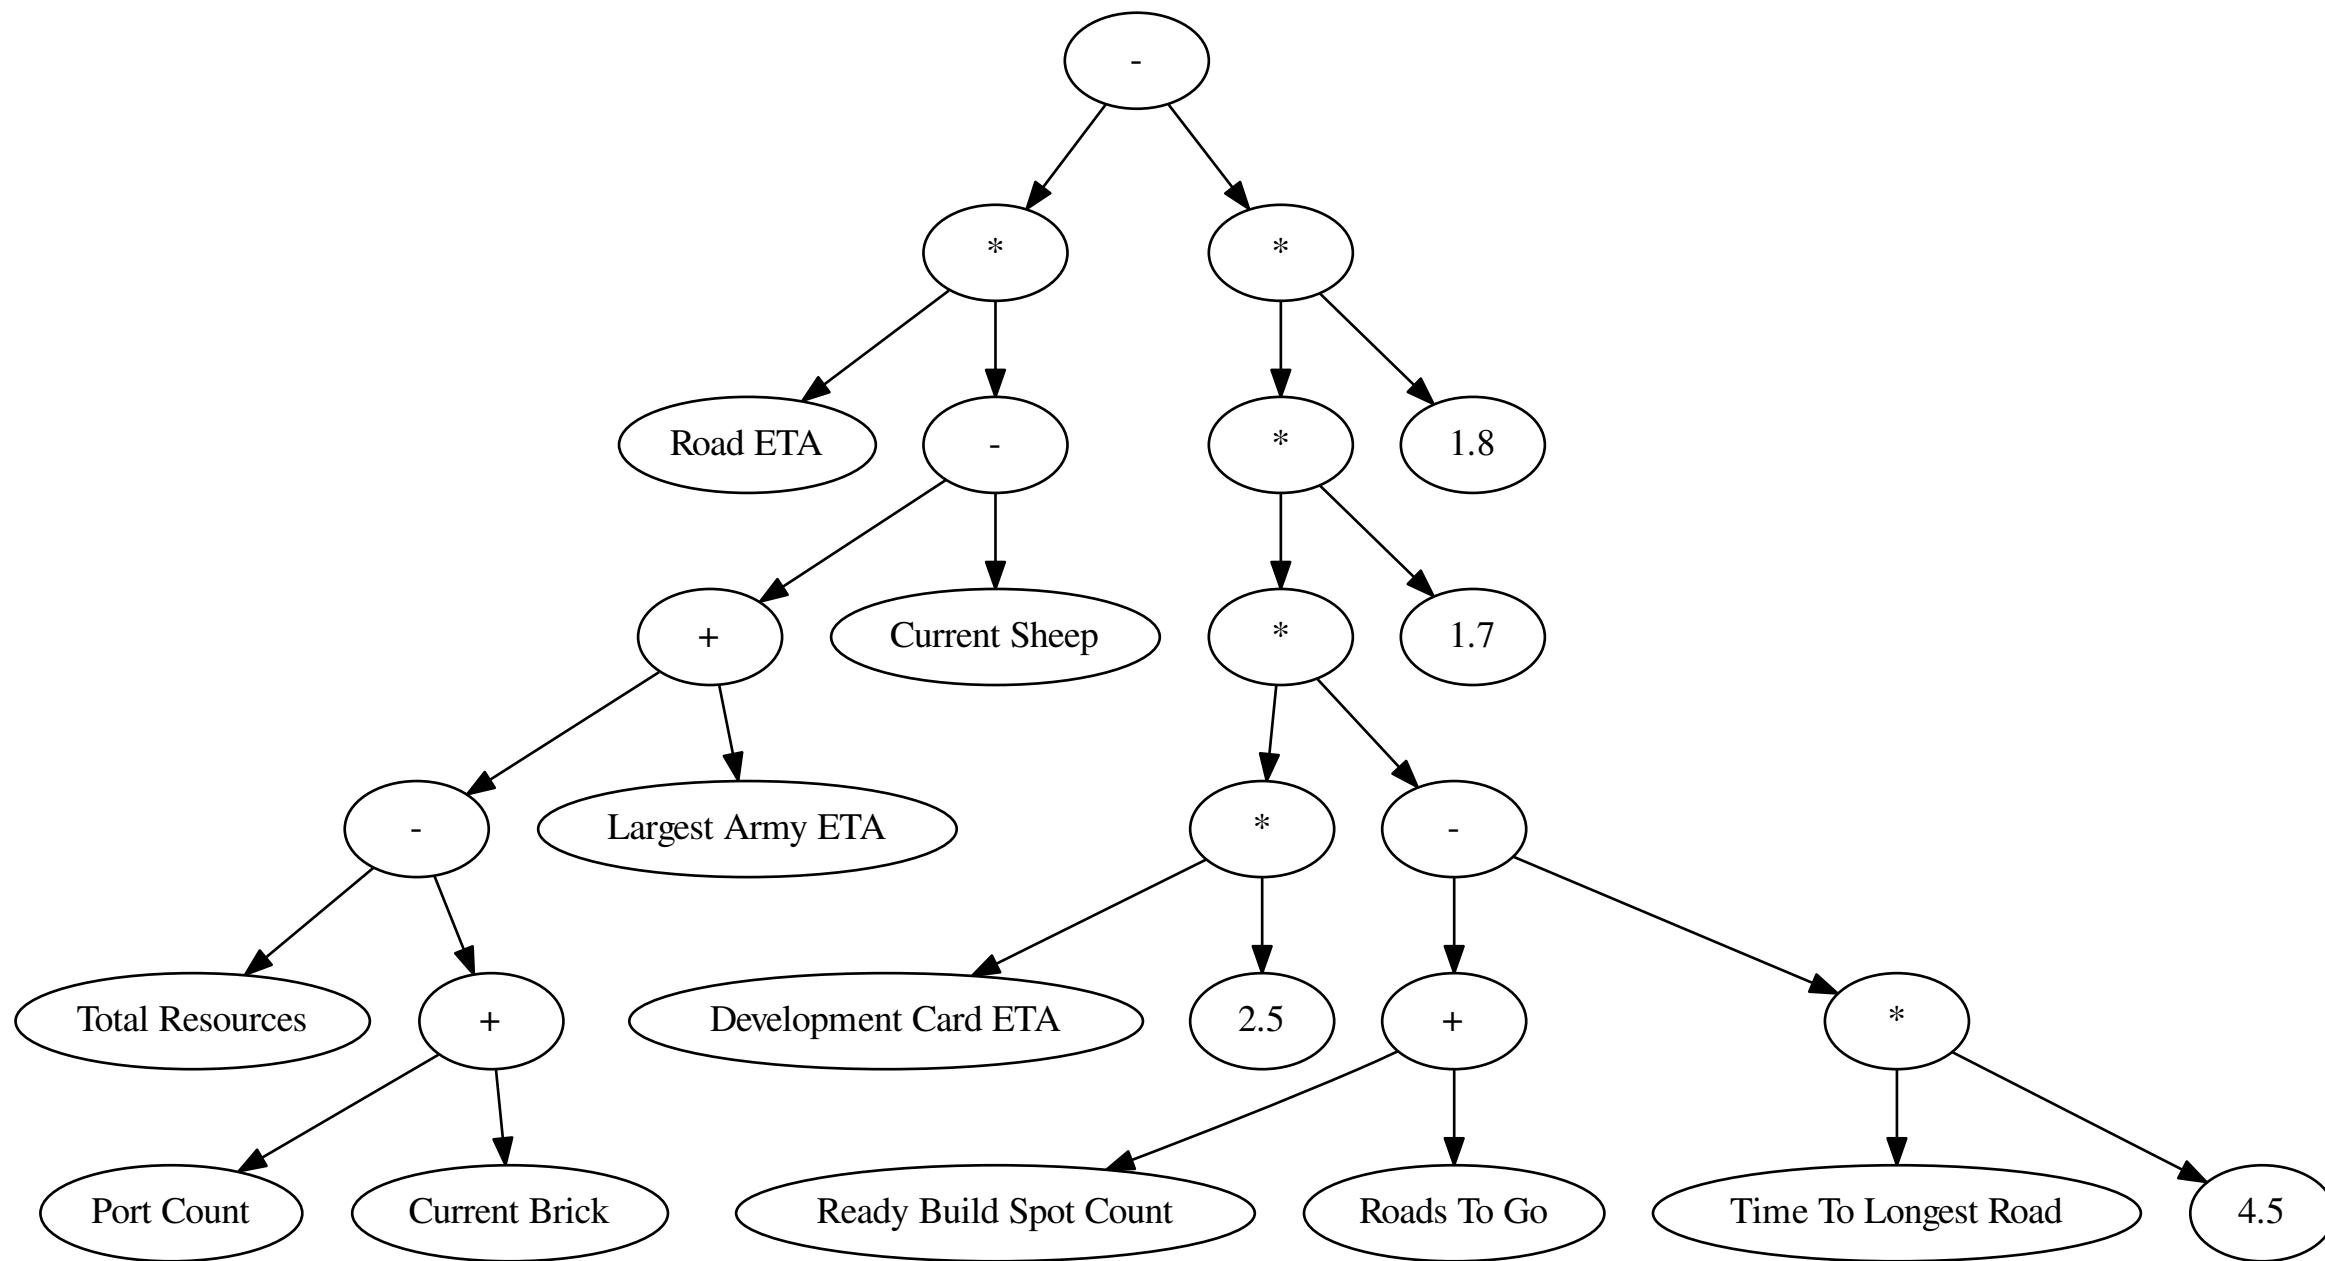 -
*
*
Road ETA
-
*
1.8
+
Current Sheep
*
1.7
-
Largest Army ETA
*
-
Total Resources
+
Development Card ETA
2.5
+
*
Port Count
Current Brick
Ready Build Spot Count
Roads To Go
Time To Longest Road
4.5